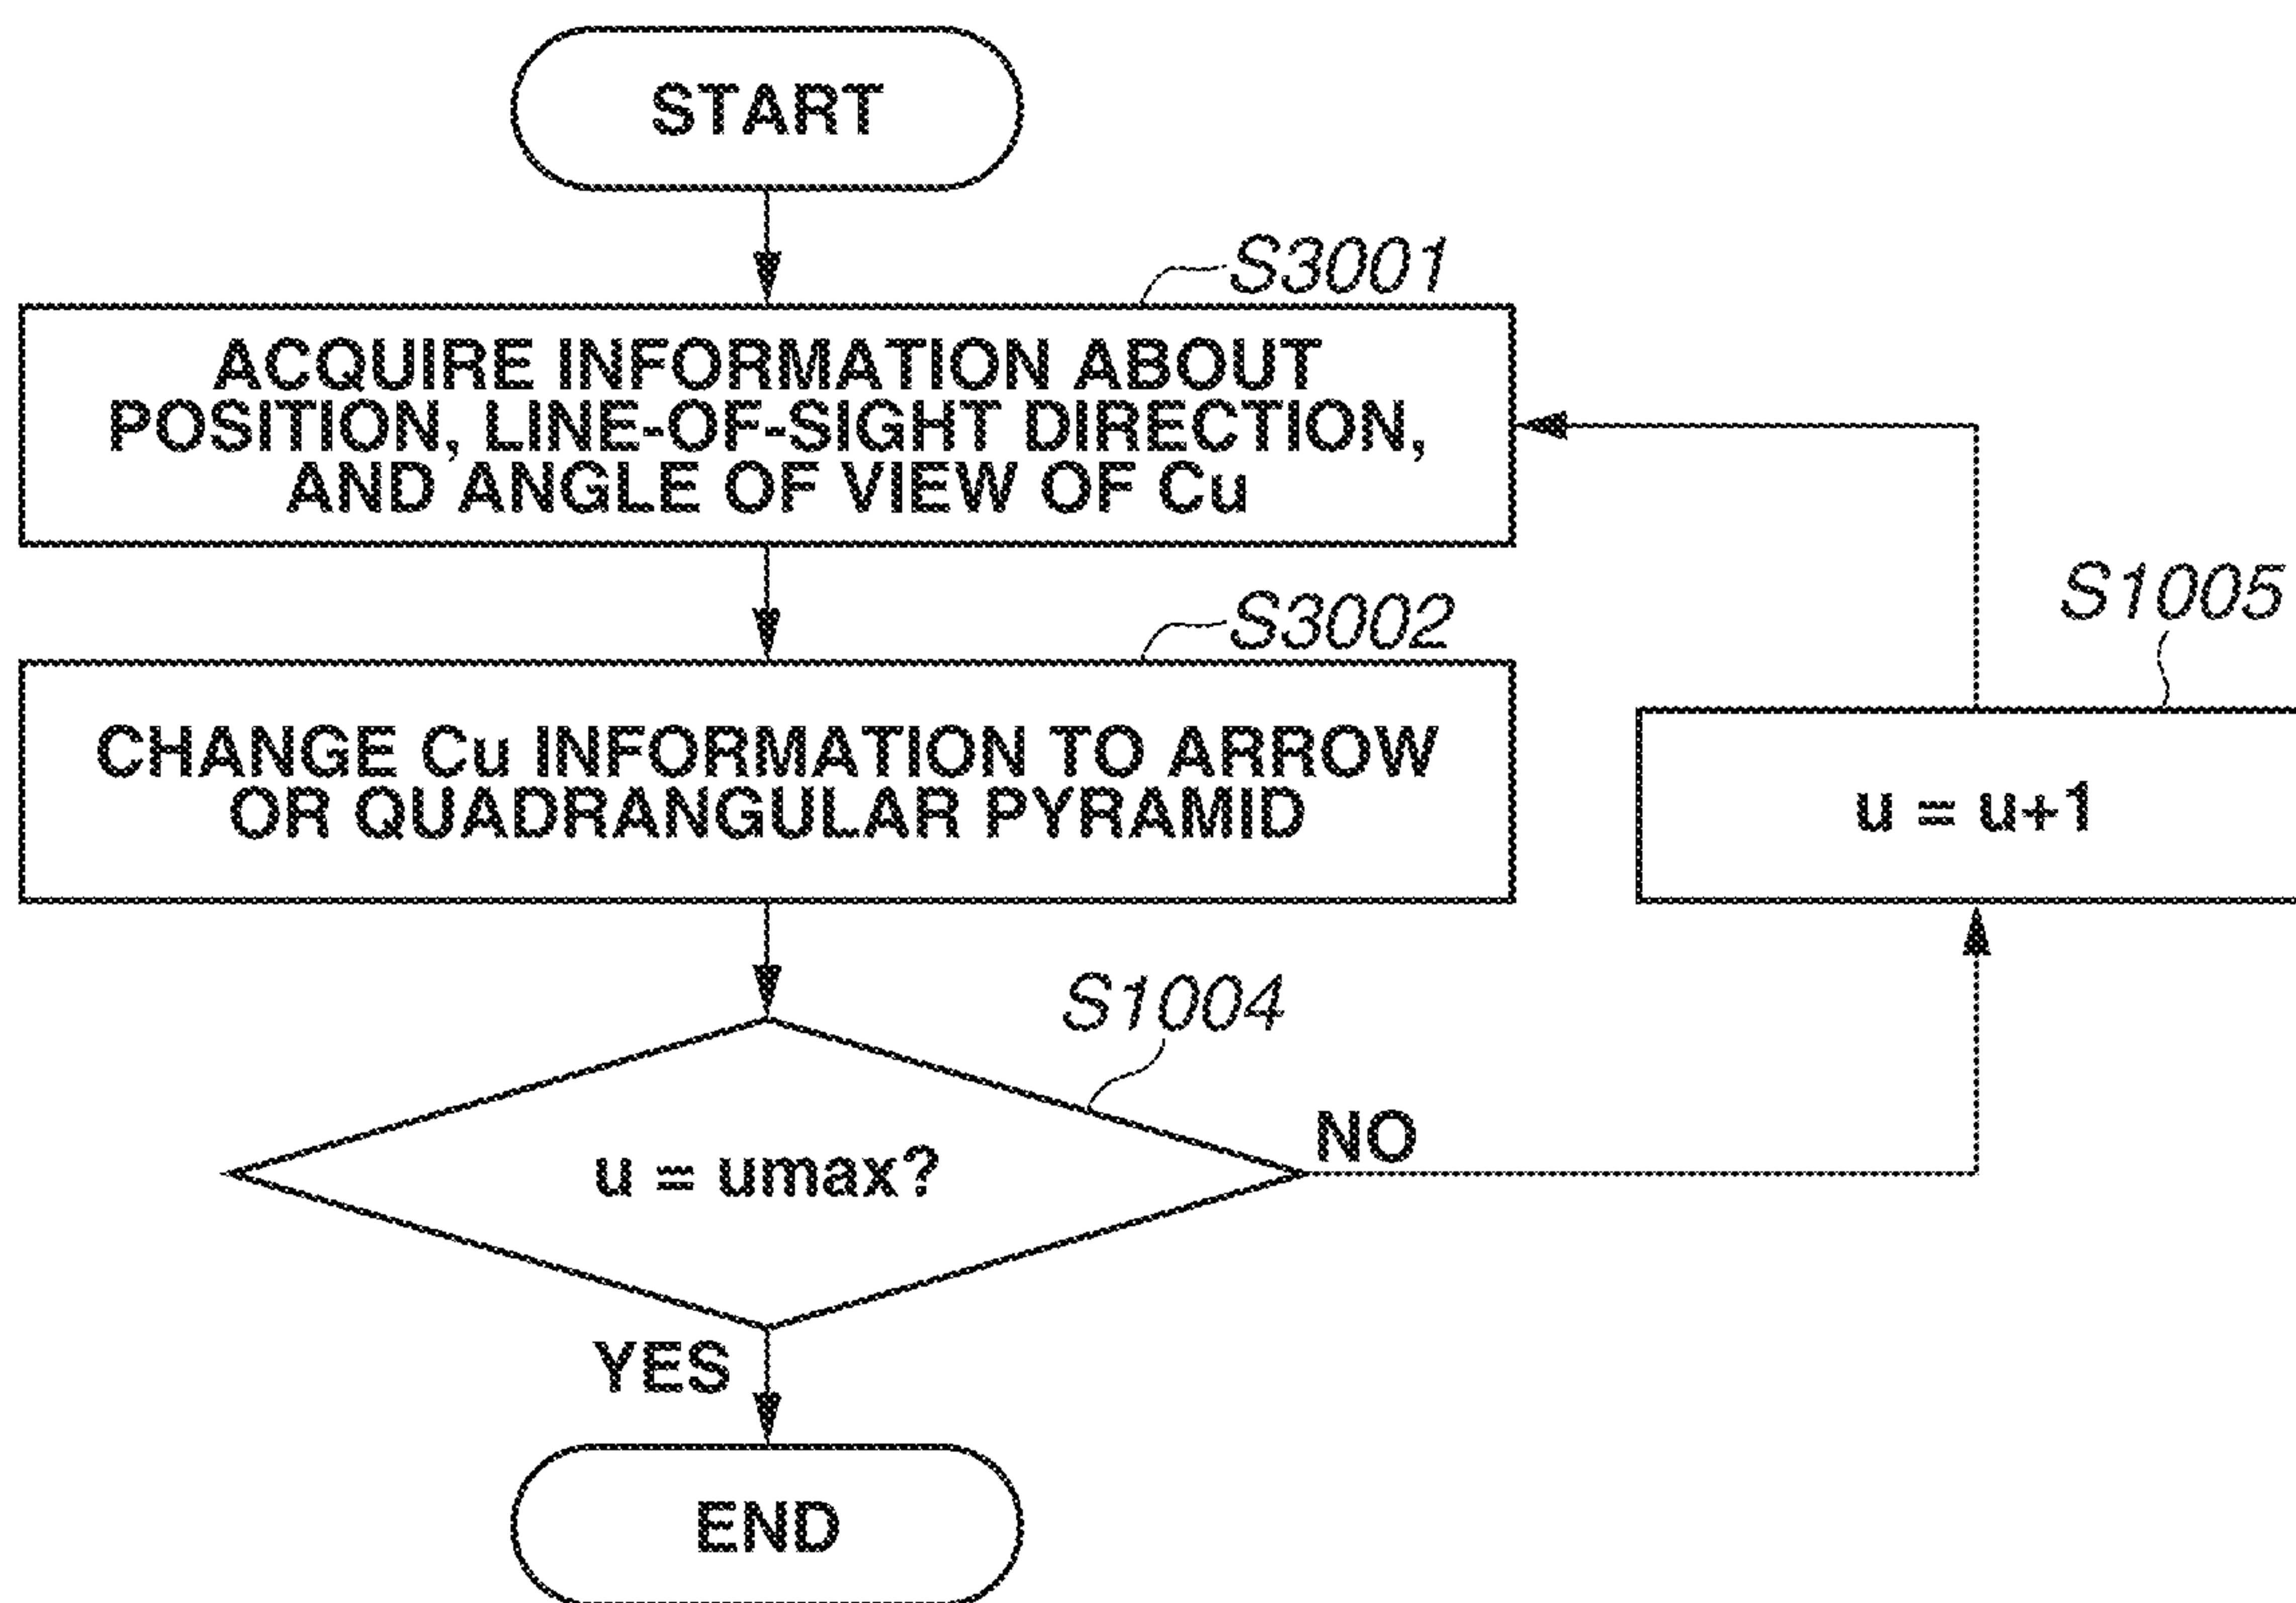 START
S3001
ACQUIRE INFORMATION ABOUT
POSITION, LINE-OF-SIGHT DIRECTION,
AND ANGLE OF VIEW OF Cu
S3002
CHANGE Cu INFORMATION TO ARROW
OR QUADRANGULAR PYRAMID
S1005
u = u+1
S1004
u = umax?
NO
YES
END